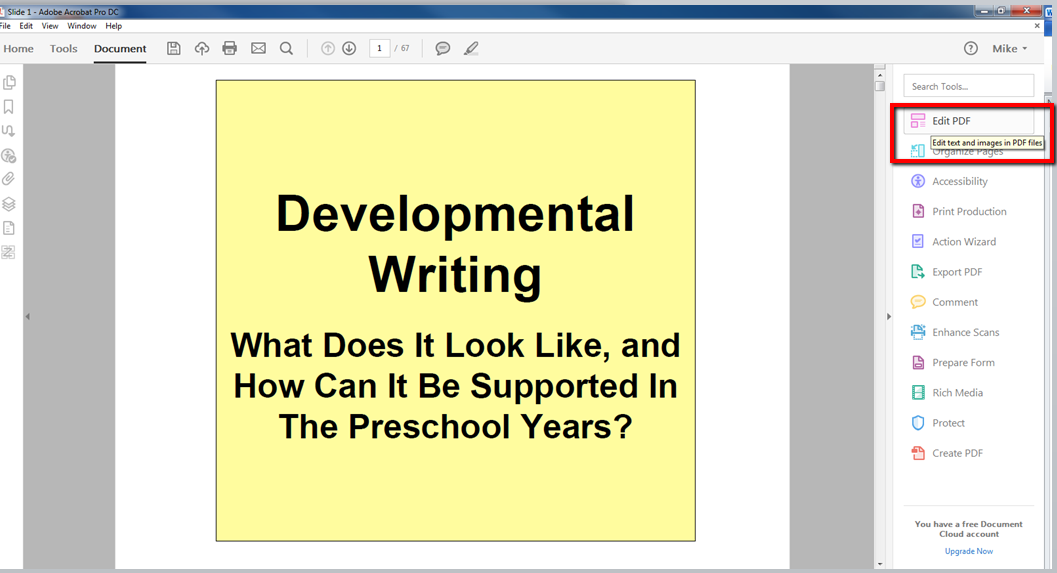 Slide 1 - Adobe Acrobat Pro DC
File Edit View Window Help
Home Tools Document 1 / 67 Mike
Search Tools...
Edit PDF
Edit text and images in PDF files
Organize Pages
Accessibility
Print Production
Action Wizard
Export PDF
Comment
Enhance Scans
Prepare Form
Rich Media
Protect
Create PDF
You have a free Document
Cloud account
Upgrade Now
Developmental
Writing
What Does It Look Like, and
How Can It Be Supported In
The Preschool Years?